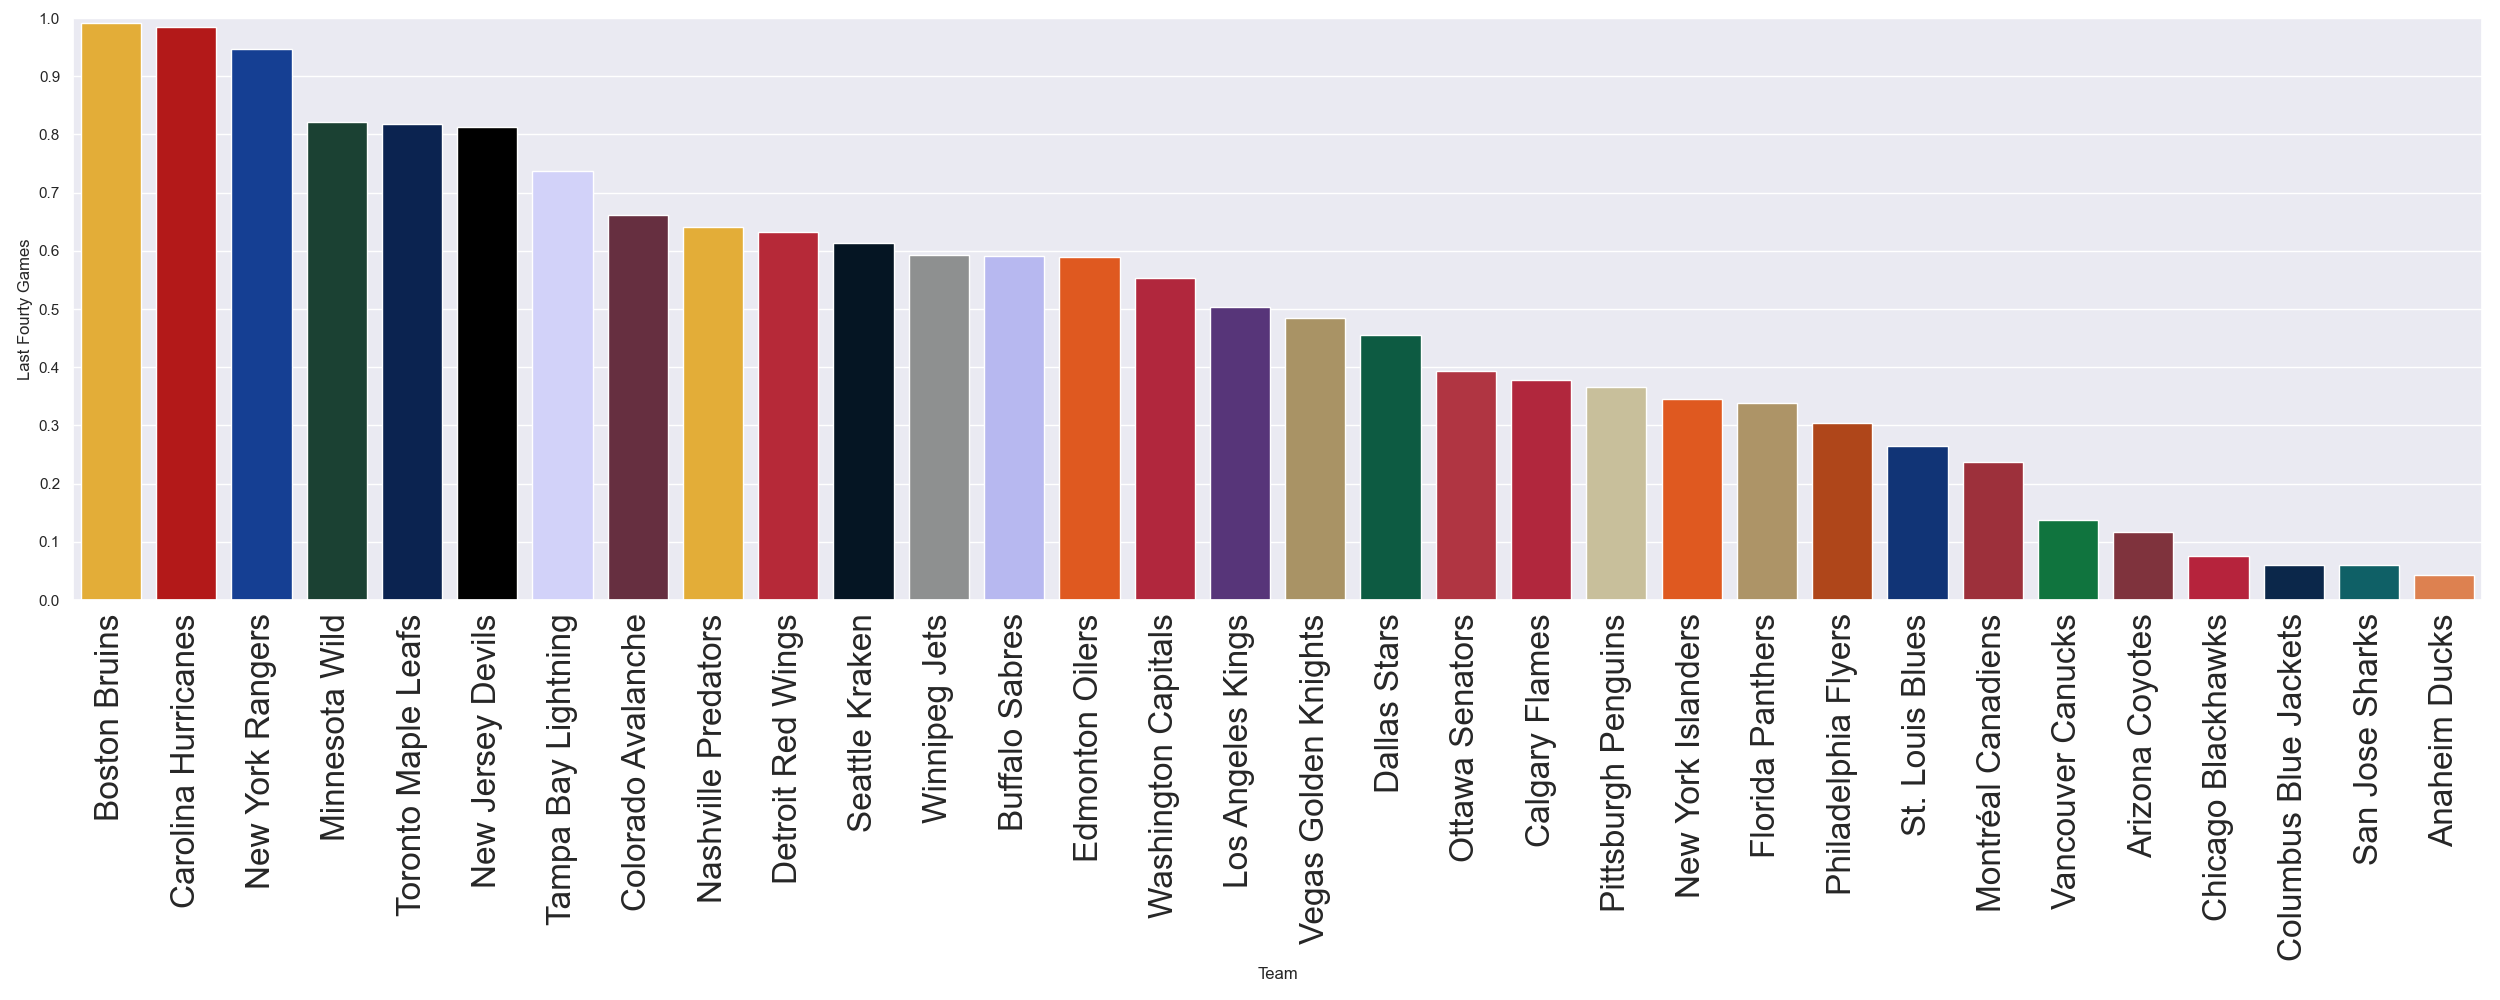 1.0
0.9
0.8
0.7
0.6
0.5
0.4
0.3
0.2
0.1
0.0
Last Fourty Games
Boston Bruins
Carolina Hurricanes
New York Rangers
Minnesota Wild
Toronto Maple Leafs
New Jersey Devils
Tampa Bay Lightning
Colorado Avalanche
Nashville Predators
Detroit Red Wings
Seattle Kraken
Winnipeg Jets
Buffalo Sabres
Edmonton Oilers
Washington Capitals
Los Angeles Kings
Vegas Golden Knights
Dallas Stars
Ottawa Senators
Calgary Flames
Pittsburgh Penguins
New York Islanders
Florida Panthers
Philadelphia Flyers
St. Louis Blues
Montréal Canadiens
Vancouver Canucks
Arizona Coyotes
Chicago Blackhawks
Columbus Blue Jackets
San Jose Sharks
Anaheim Ducks
Team